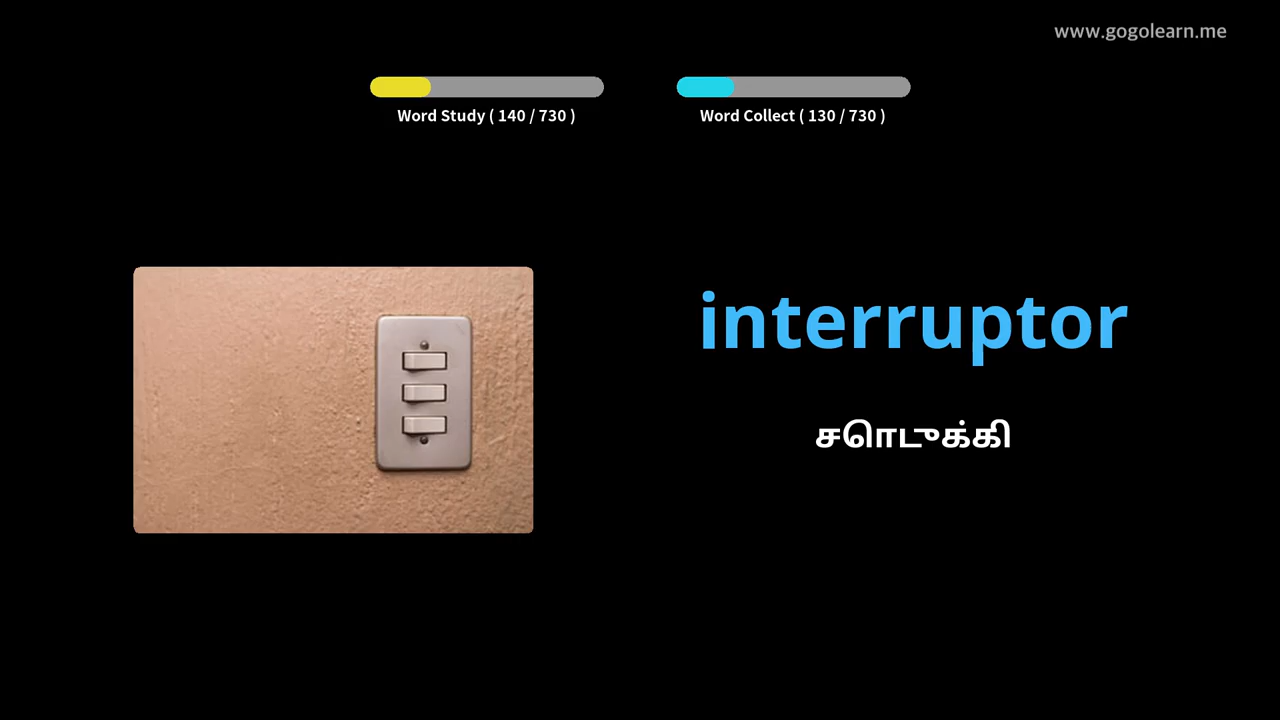 www.gogolearn.me
Word Study ( 140 / 730 )
Word Collect ( 130 / 730 )
interruptor
சொடுக்கி